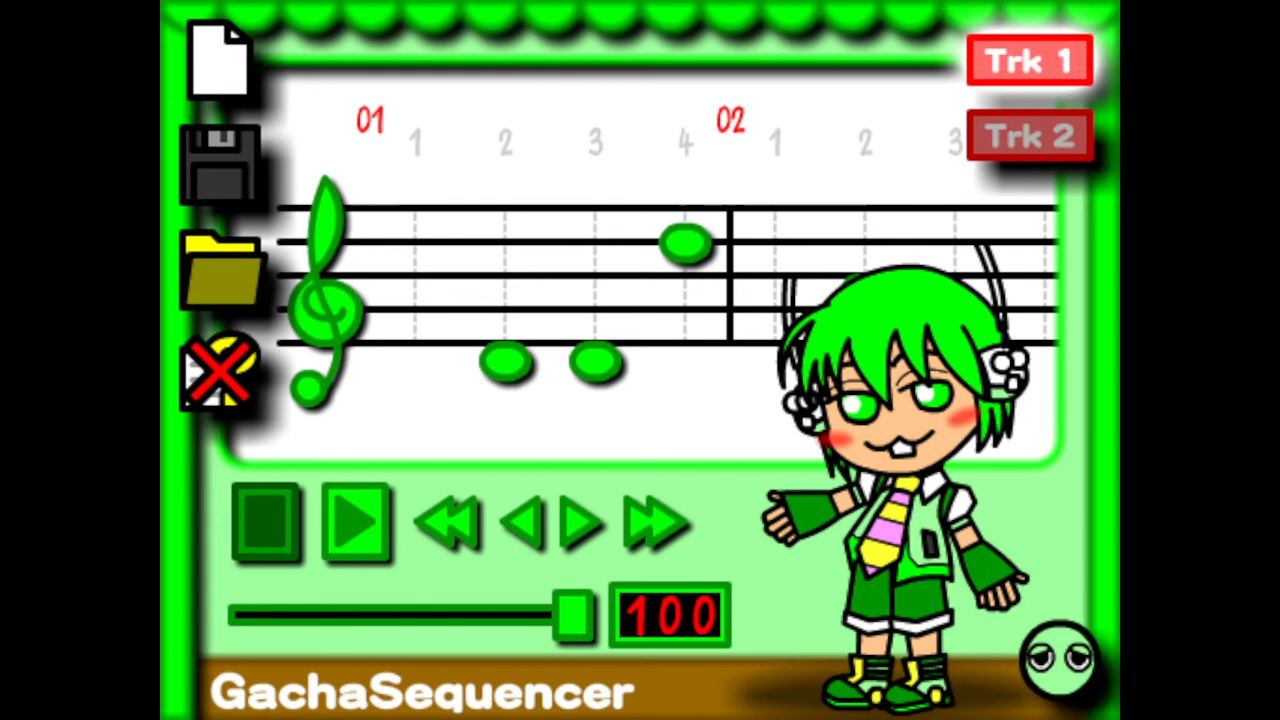 Trk 1
01 02
1 2 3 4 1 2 3
Trk 2
100
GachaSequencer